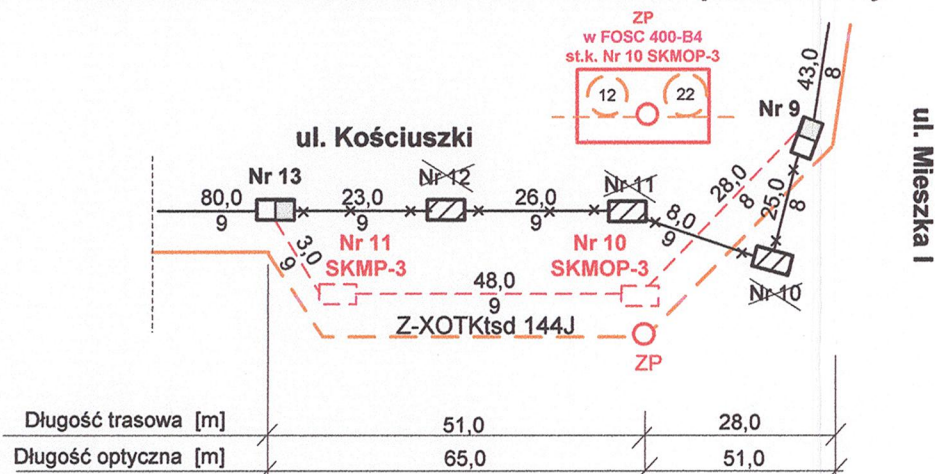 ZP
w FOSC 400-B4
st.k. Nr 10 SKMOP-3
12
22
43,0
8
Nr 9
ul. Kościuszki
ul. Mieszka I
Nr 13
Nr 12
Nr 11
80,0
9
23,0
9
26,0
9
8,0
9
28,0
8
25,0
8
3,0
9
Nr 11
SKMP-3
Nr 10
SKMOP-3
Nr 10
48,0
9
Z-XOTKtsd 144J
ZP
Długość trasowa [m]
51,0
28,0
Długość optyczna [m]
65,0
51,0